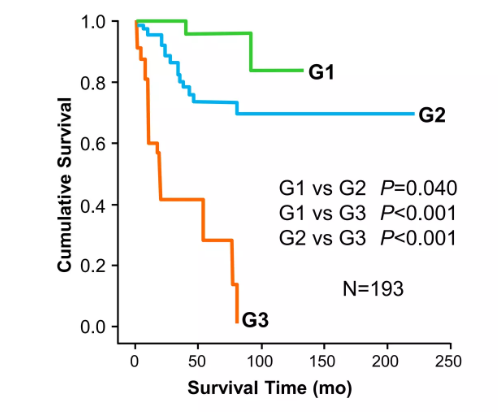 1.0
0.8
0.6
0.4
0.2
0.0
Cumulative Survival
G1
G2
G1 vs G2 P=0.040
G1 vs G3 P<0.001
G2 vs G3 P<0.001
N=193
G3
0 50 100 150 200 250
Survival Time (mo)